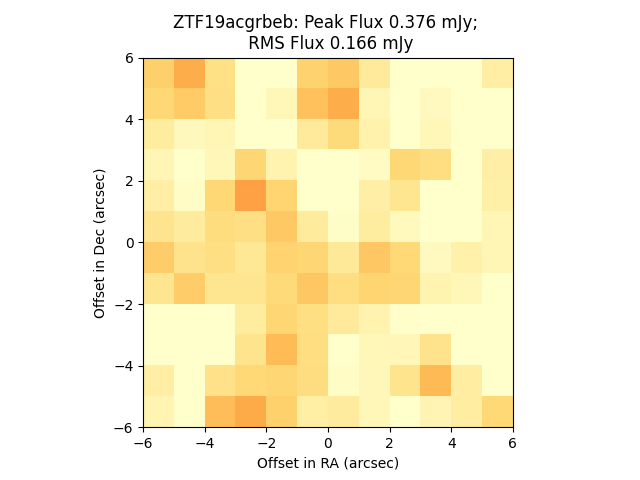 ZTF19acgrbeb: Peak Flux 0.376 mJy;
RMS Flux 0.166 mJy
6
4
2
0
−2
−4
−6
Offset in Dec (arcsec)
−6 −4 −2 0 2 4 6
Offset in RA (arcsec)